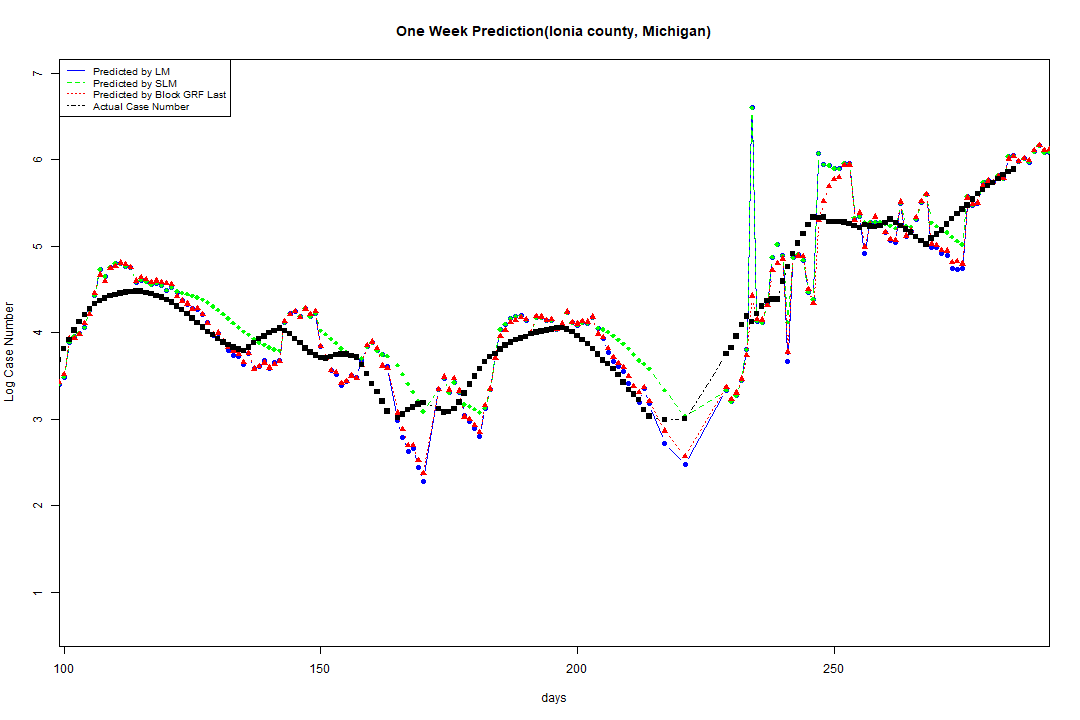 One Week Prediction(Ionia county, Michigan)
Predicted by LM
Predicted by SLM
Predicted by Block GRF Last
Actual Case Number
Log Case Number
7
6
5
4
3
2
1
100 150 200 250
days